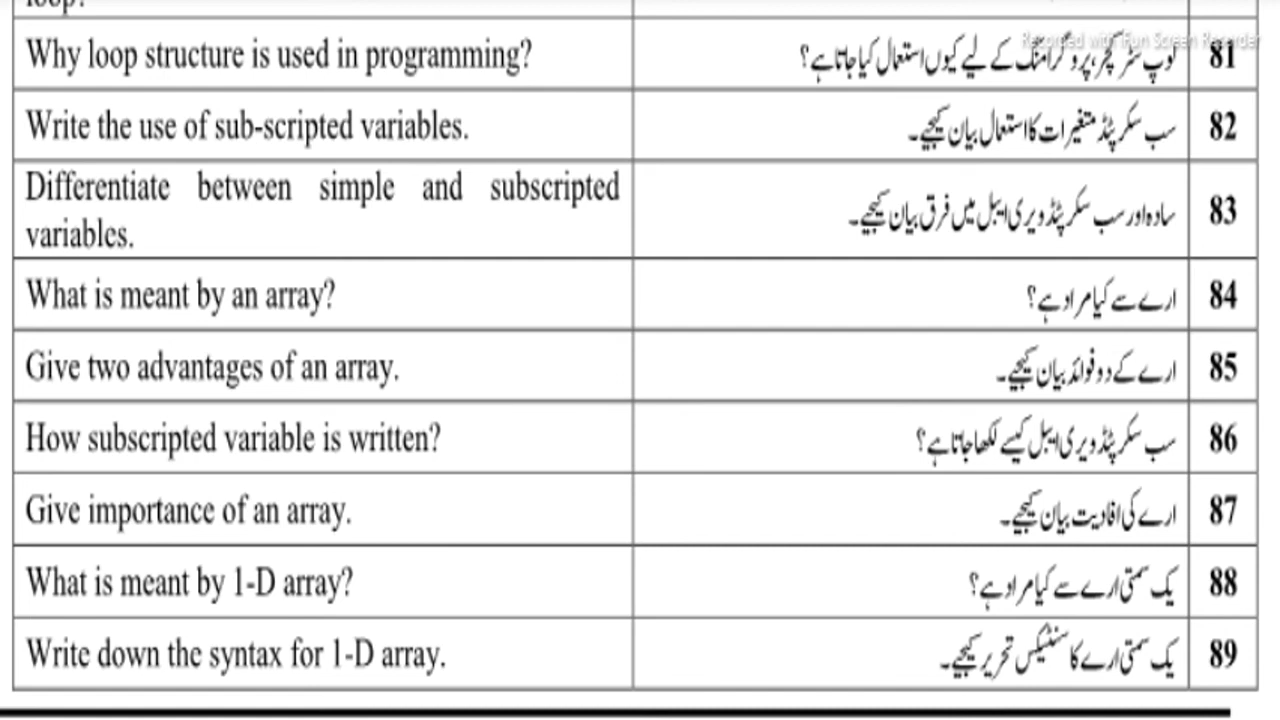 loop?
Recorded with iFun Screen Recorder
Why loop structure is used in programming? لوپ سٹرکچر، پروگرامنگ کے لیے کیوں استعمال کیا جاتا ہے؟ 81
Write the use of sub-scripted variables. سب سکرپٹڈ متغیرات کا استعمال بیان کیجیے۔ 82
Differentiate between simple and subscripted
variables. سادہ اور سب سکرپٹڈ ویری ایبل میں فرق بیان کیجیے۔ 83
What is meant by an array? ارے سے کیا مراد ہے؟ 84
Give two advantages of an array. ارے کے دو فوائد بیان کیجیے۔ 85
How subscripted variable is written? سب سکرپٹڈ ویری ایبل کیسے لکھا جاتا ہے؟ 86
Give importance of an array. ارے کی افادیت بیان کیجیے۔ 87
What is meant by 1-D array? یک سمتی ارے سے کیا مراد ہے؟ 88
Write down the syntax for 1-D array. یک سمتی ارے کا سنٹیکس تحریر کیجیے۔ 89